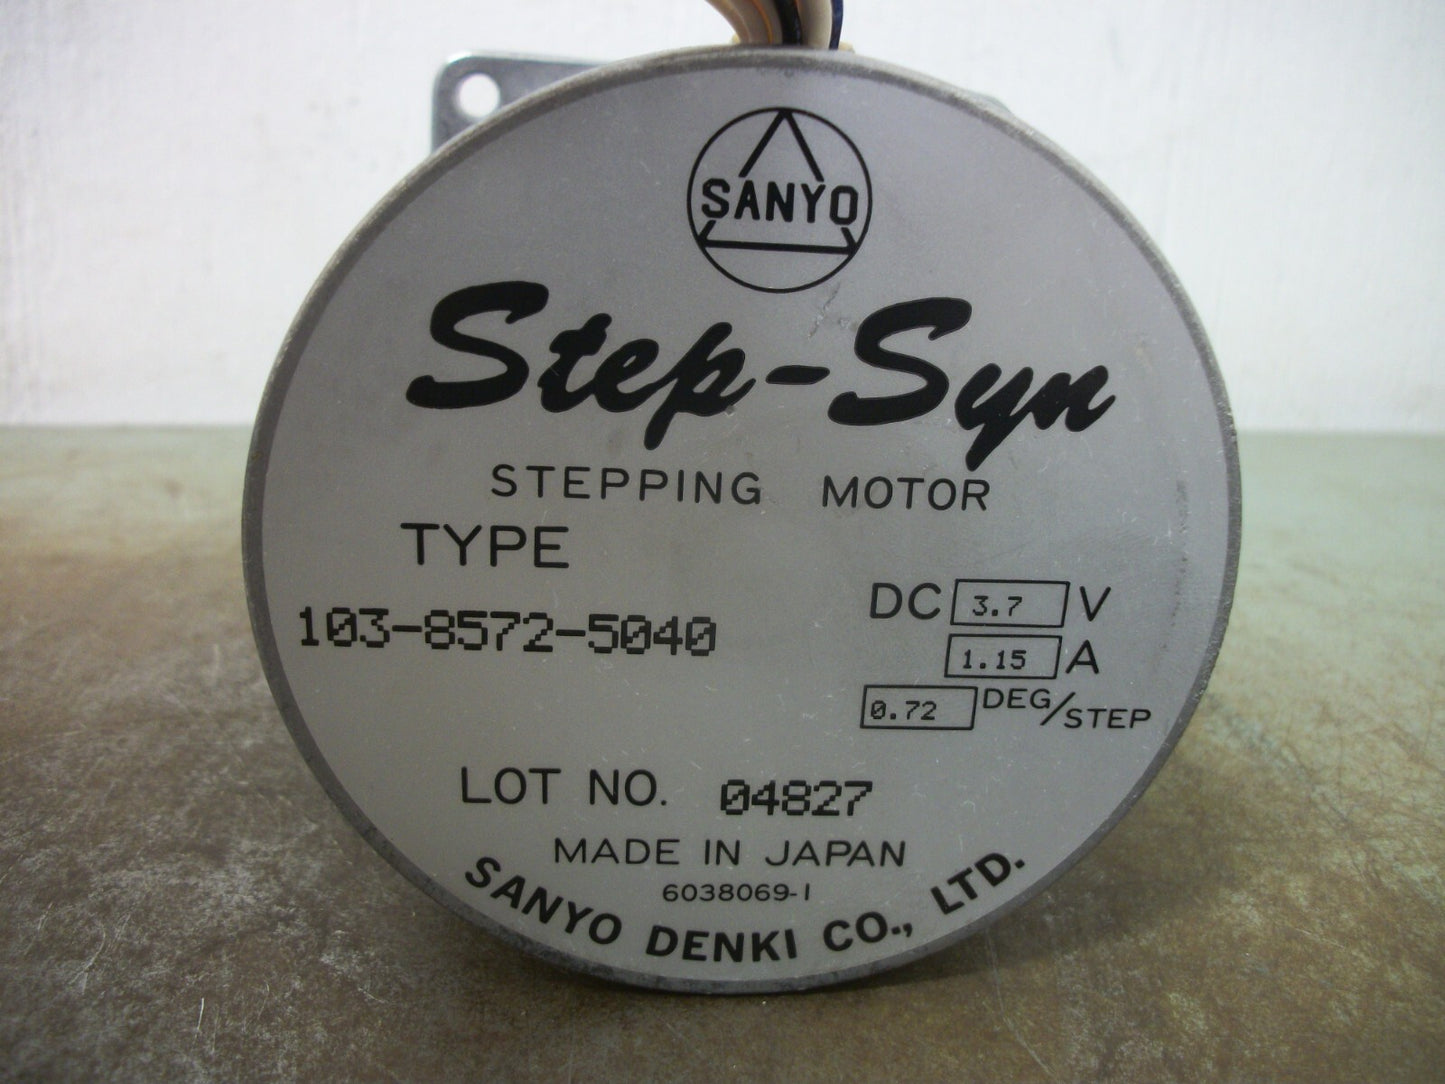 SANYO
Step-Syn
STEPPING MOTOR
TYPE
103-8572-5040
DC 3.7 V
1.15 A
0.72 DEG/STEP
LOT NO. 04827
MADE IN JAPAN
6038069-1
SANYO DENKI CO., LTD.